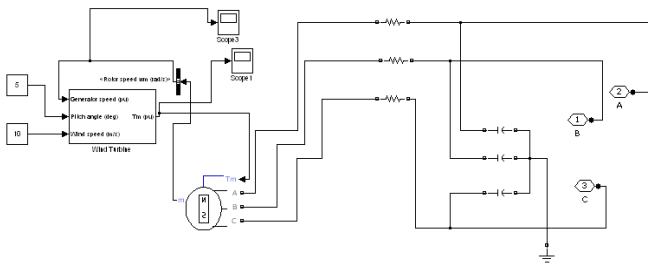 Scope3
Scope1
<Rotor speed wm (rad/s)>
5
Generator speed (pu)
Pitch angle (deg)
Tm (pu)
10
Wind speed (m/s)
Wind Turbine
2
A
1
B
3
C
Tm
m
A
B
C
N
S